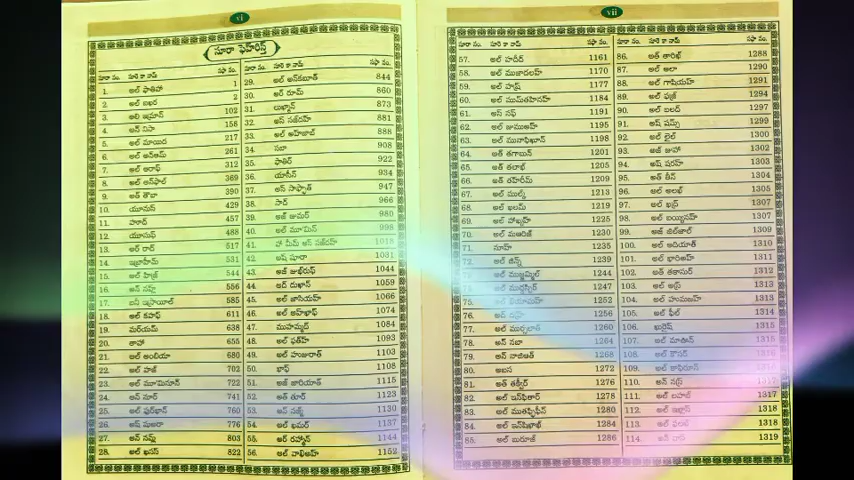 vi
సూరా ఫెహ్‌రిస్త్
సూరా నెం. సూరె కా నామ్ సఫ్హా నెం.
1. అల్ ఫాతిహా 1
2. అల్ బఖర 2
3. ఆలి ఇమ్రాన్ 102
4. అన్ నిసా 158
5. అల్ మాయిద 217
6. అల్ అన్ఆమ్ 261
7. అల్ ఆరాఫ్ 312
8. అల్ అన్‌ఫాల్ 369
9. అత్ తౌబా 390
10. యూనుస్ 429
11. హూద్ 457
12. యూసుఫ్ 488
13. అర్ రాద్ 517
14. ఇబ్రాహీమ్ 531
15. అల్ హిజ్ర్ 544
16. అన్ నహ్ల్ 556
17. బనీ ఇస్రాయీల్ 585
18. అల్ కహఫ్ 611
19. మర్‌యమ్ 638
20. తాహా 655
21. అల్ అంబియా 680
22. అల్ హజ్ 702
23. అల్ మూమినూన్ 722
24. అన్ నూర్ 741
25. అల్ ఫుర్ఖాన్ 760
26. అష్ షుఅరా 776
27. అన్ నమ్ల్ 803
28. అల్ ఖసస్ 822
సూరా నెం. సూరె కా నామ్ సఫ్హా నెం.
29. అల్ అన్‌కబూత్ 844
30. అర్ రూమ్ 860
31. లుఖ్మాన్ 873
32. అస్ సజ్‌దహ్ 881
33. అల్ అహ్‌జాబ్ 888
34. సబా 908
35. ఫాతిర్ 922
36. యాసీన్ 934
37. అస్ సాఫ్ఫాత్ 947
38. సాద్ 966
39. అజ్ జుమర్ 980
40. అల్ మూమిన్ 998
41. హా మీమ్ అస్ సజ్‌దహ్ 1018
42. అష్ షూరా 1031
43. అజ్ జుఖ్‌రుఫ్ 1044
44. అద్ దుఖాన్ 1059
45. అల్ జాసియహ్ 1066
46. అల్ అహ్‌ఖాఫ్ 1074
47. ముహమ్మద్ 1084
48. అల్ ఫత్‌హ్ 1093
49. అల్ హుజురాత్ 1103
50. ఖాఫ్ 1108
51. అజ్ జారియాత్ 1115
52. అత్ తూర్ 1123
53. అన్ నజ్మ్ 1130
54. అల్ ఖమర్ 1137
55. అర్ రహ్మాన్ 1144
56. అల్ వాఖిఅహ్ 1152
vii
సూరా నెం. సూరె కా నామ్ సఫ్హా నెం.
57. అల్ హదీద్ 1161
58. అల్ ముజాదలహ్ 1170
59. అల్ హష్ర్ 1177
60. అల్ ముమ్‌తహినహ్ 1184
61. అస్ సఫ్ 1191
62. అల్ జుముఅహ్ 1195
63. అల్ మునాఫిఖూన్ 1198
64. అత్ తగాబున్ 1201
65. అత్ తలాఖ్ 1205
66. అత్ తహ్‌రీమ్ 1209
67. అల్ ముల్క్ 1213
68. అల్ ఖలమ్ 1219
69. అల్ హాఖ్ఖహ్ 1225
70. అల్ మఆరిజ్ 1230
71. నూహ్ 1235
72. అల్ జిన్న్ 1239
73. అల్ ముజ్జమ్మిల్ 1244
74. అల్ ముద్దస్సిర్ 1247
75. అల్ ఖియామహ్ 1252
76. అద్ దహ్ర్ 1256
77. అల్ ముర్సలాత్ 1260
78. అన్ నబా 1264
79. అన్ నాజిఆత్ 1268
80. అబస 1272
81. అత్ తక్వీర్ 1276
82. అల్ ఇన్‌ఫితార్ 1278
83. అల్ ముతఫ్ఫిఫీన్ 1280
84. అల్ ఇన్‌షిఖాఖ్ 1284
85. అల్ బురూజ్ 1286
సూరా నెం. సూరె కా నామ్ సఫ్హా నెం.
86. అత్ తారిఖ్ 1288
87. అల్ ఆలా 1290
88. అల్ గాషియహ్ 1291
89. అల్ ఫజ్ర్ 1294
90. అల్ బలద్ 1297
91. అష్ షమ్స్ 1299
92. అల్ లైల్ 1300
93. అజ్ జుహా 1302
94. అష్ షరహ్ 1303
95. అత్ తీన్ 1304
96. అల్ అలఖ్ 1305
97. అల్ ఖద్ర్ 1307
98. అల్ బయ్యినహ్ 1307
99. అజ్ జిల్‌జాల్ 1309
100. అల్ ఆదియాత్ 1310
101. అల్ ఖారిఅహ్ 1311
102. అత్ తకాసుర్ 1312
103. అల్ అస్ర్ 1313
104. అల్ హుమజహ్ 1313
105. అల్ ఫీల్ 1314
106. ఖురైష్ 1315
107. అల్ మాఊన్ 1315
108. అల్ కౌసర్ 1316
109. అల్ కాఫిరూన్
110. అన్ నస్ర్ 1317
111. అల్ లహబ్ 1317
112. అల్ ఇఖ్లాస్ 1318
113. అల్ ఫలఖ్ 1318
114. అన్ నాస్ 1319